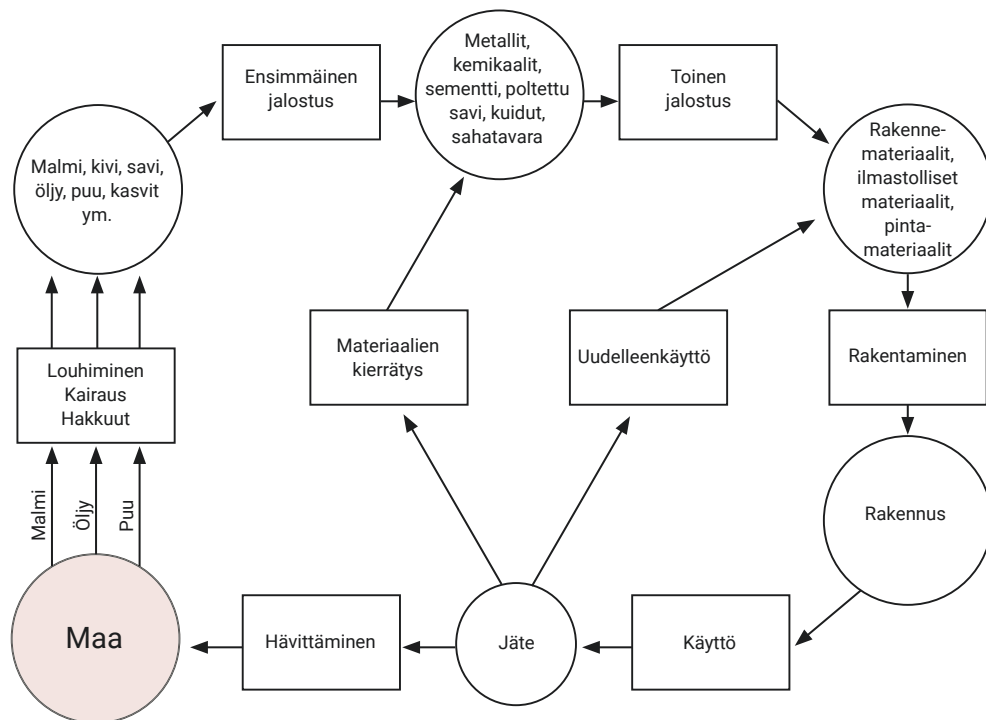 Ensimmäinen
jalostus
Metallit,
kemikaalit,
sementti, poltettu
savi, kuidut,
sahatavara
Toinen
jalostus
Malmi, kivi, savi,
öljy, puu, kasvit
ym.
Rakenne-
materiaalit,
ilmastolliset
materiaalit,
pinta-
materiaalit
Louhiminen
Kairaus
Hakkuut
Materiaalien
kierrätys
Uudelleenkäyttö
Rakentaminen
Malmi
Öljy
Puu
Rakennus
Maa
Hävittäminen
Jäte
Käyttö